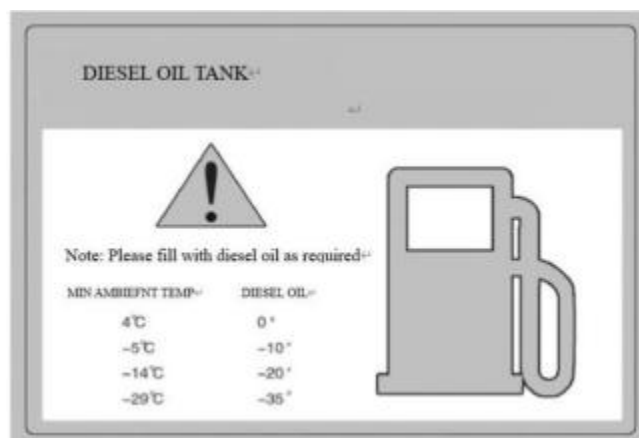 DIESEL OIL TANK
Note: Please fill with diesel oil as required
MIN AMBIEFNT TEMP DIESEL OIL
4℃ 0°
-5℃ -10°
-14℃ -20°
-29℃ -35°